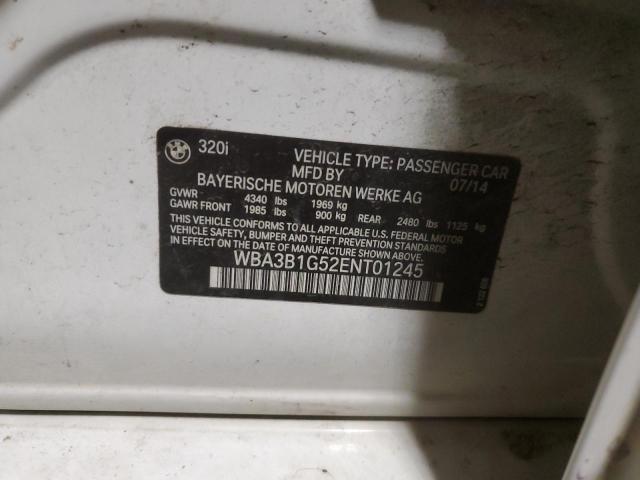 320i
VEHICLE TYPE: PASSENGER CAR
MFD BY 07/14
BAYERISCHE MOTOREN WERKE AG
GVWR 4340 lbs 1969 kg
GAWR FRONT 1985 lbs 900 kg REAR 2480 lbs 1125 kg
THIS VEHICLE CONFORMS TO ALL APPLICABLE U.S. FEDERAL MOTOR
VEHICLE SAFETY, BUMPER AND THEFT PREVENTION STANDARDS
IN EFFECT ON THE DATE OF MANUFACTURE SHOWN ABOVE.
WBA3B1G52ENT01245